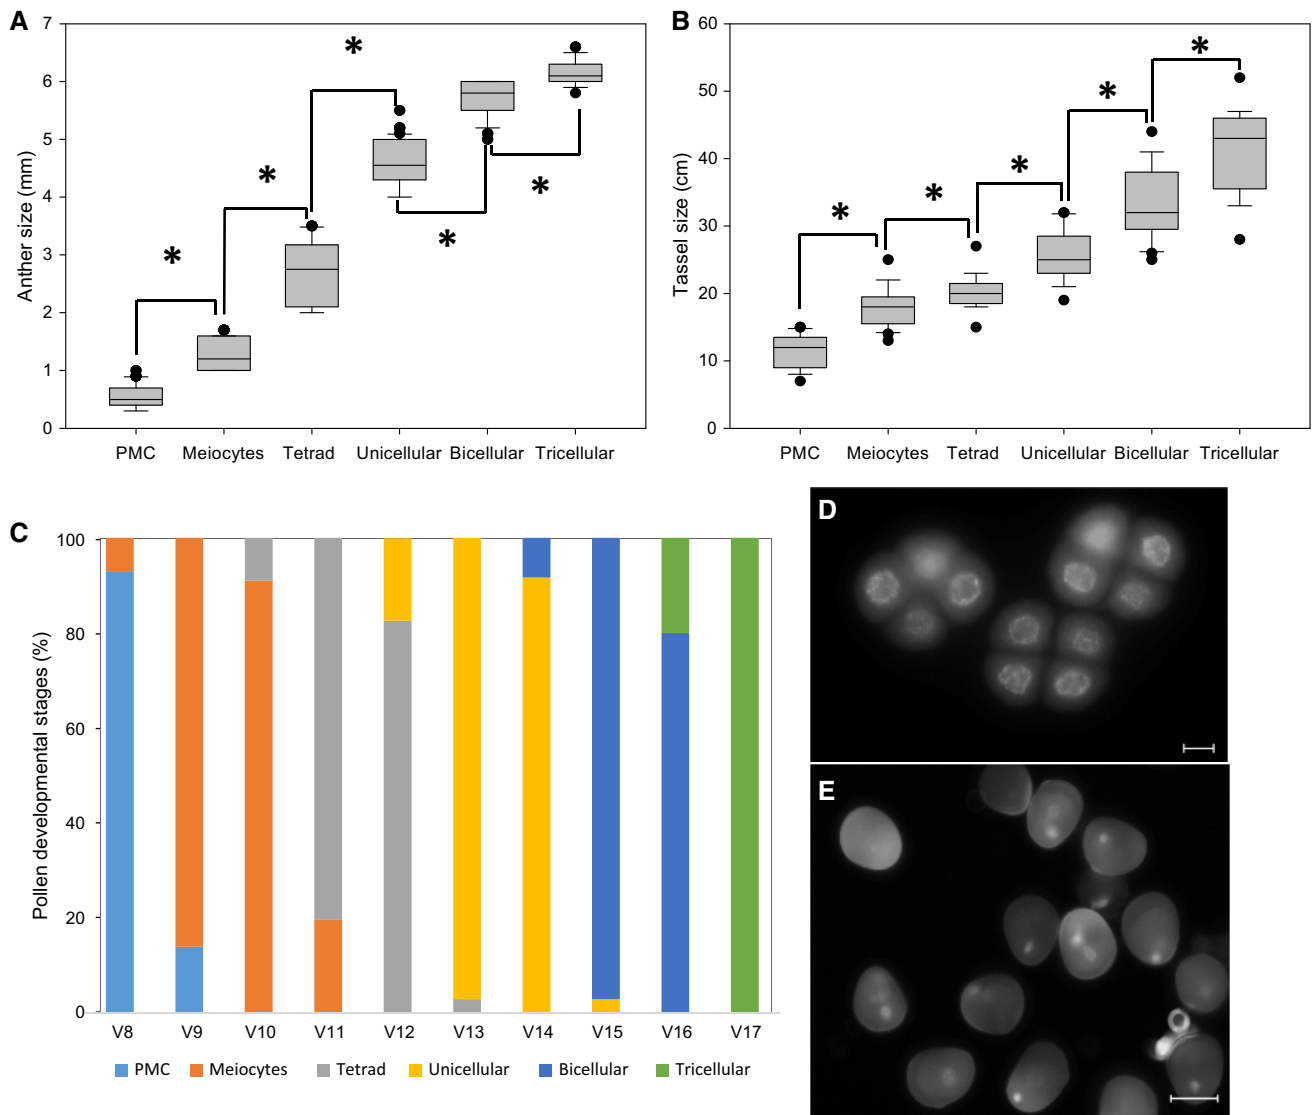 A
Anther size (mm)
7
6
5
4
3
2
1
0
*
*
*
*
*
PMC Meiocytes Tetrad Unicellular Bicellular Tricellular
B
Tassel size (cm)
60
50
40
30
20
10
0
*
*
*
*
*
PMC Meiocytes Tetrad Unicellular Bicellular Tricellular
C
Pollen developmental stages (%)
100
80
60
40
20
0
V8 V9 V10 V11 V12 V13 V14 V15 V16 V17
PMC Meiocytes Tetrad Unicellular Bicellular Tricellular
D
E